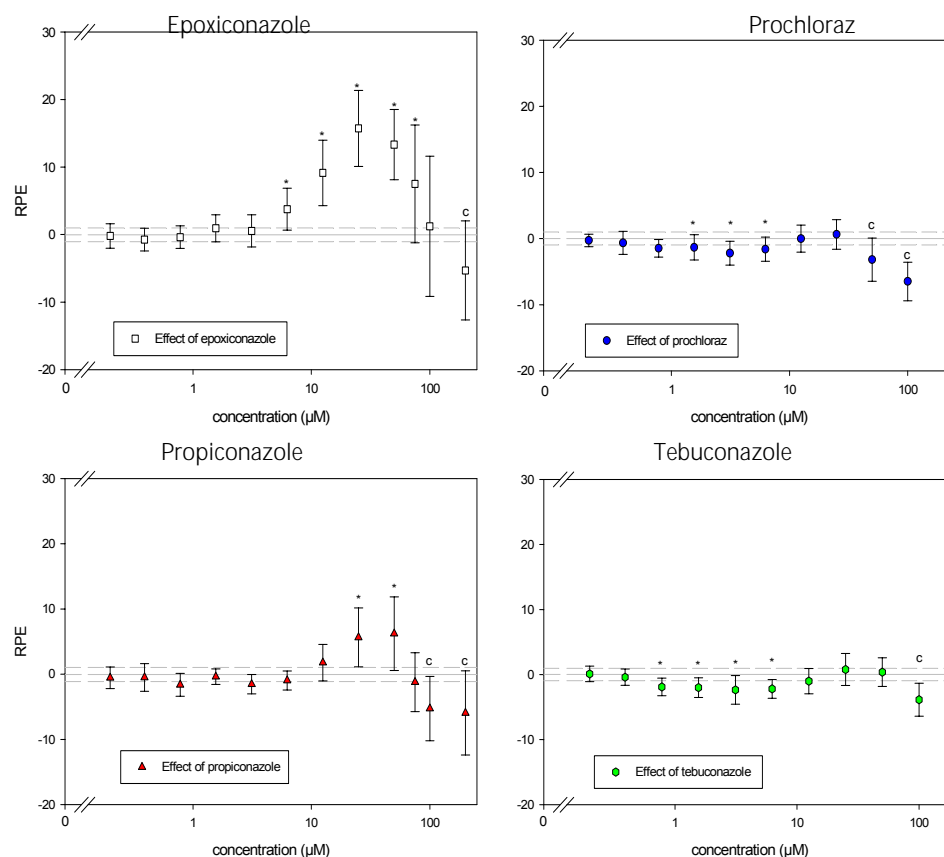 Epoxiconazole
30
20
10
0
-10
-20
RPE
*
*
*
*
*
c
Effect of epoxiconazole
0
1
10
100
concentration (µM)
Prochloraz
30
20
10
0
-10
-20
*
*
*
c
c
Effect of prochloraz
0
1
10
100
concentration (µM)
Propiconazole
30
20
10
0
-10
-20
RPE
*
*
c
c
Effect of propiconazole
0
1
10
100
concentration (µM)
Tebuconazole
30
20
10
0
-10
-20
*
*
*
*
c
Effect of tebuconazole
0
1
10
100
concentration (µM)